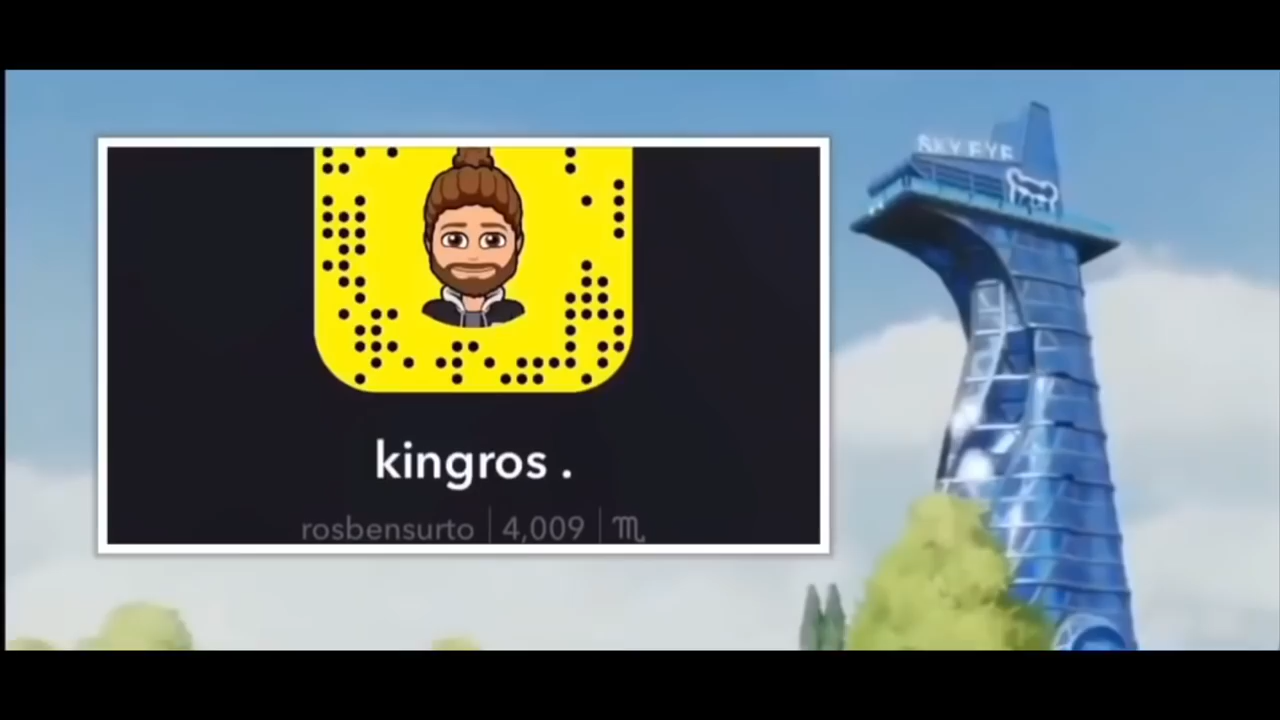 SKY EYE
kingros .
rosbensurto | 4,009 | ♏